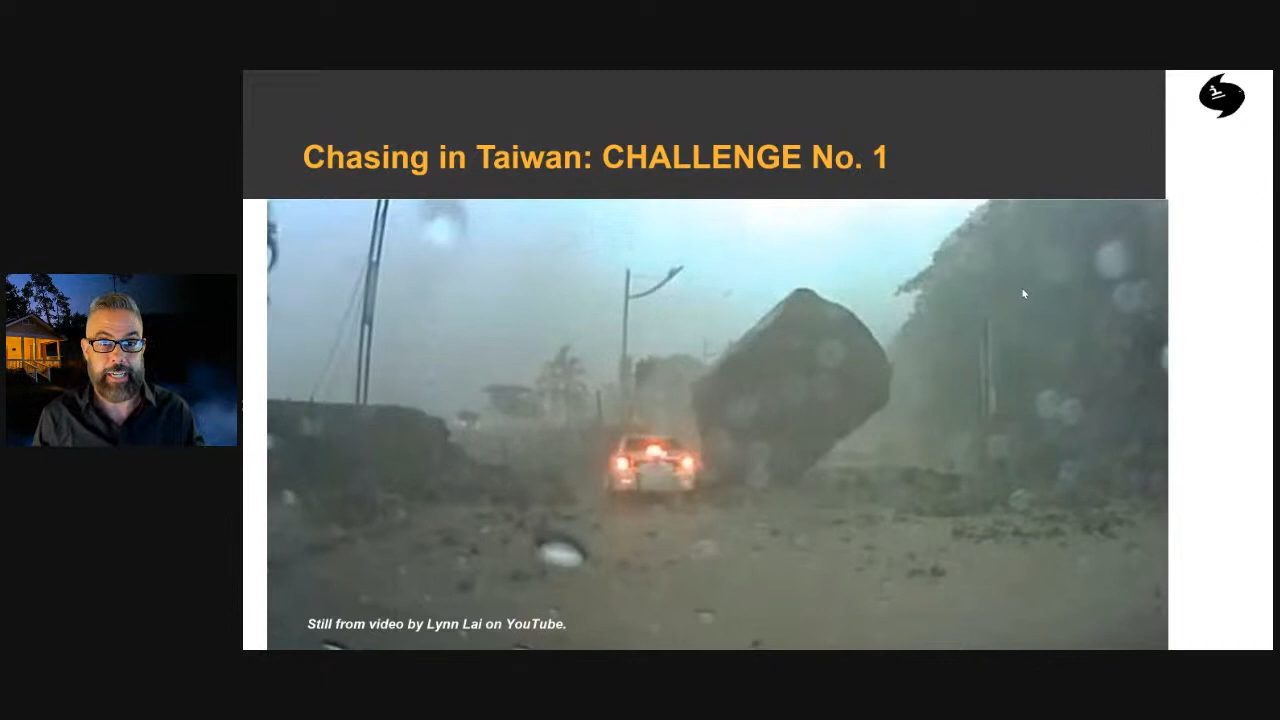 Chasing in Taiwan: CHALLENGE No. 1
Still from video by Lynn Lai on YouTube.